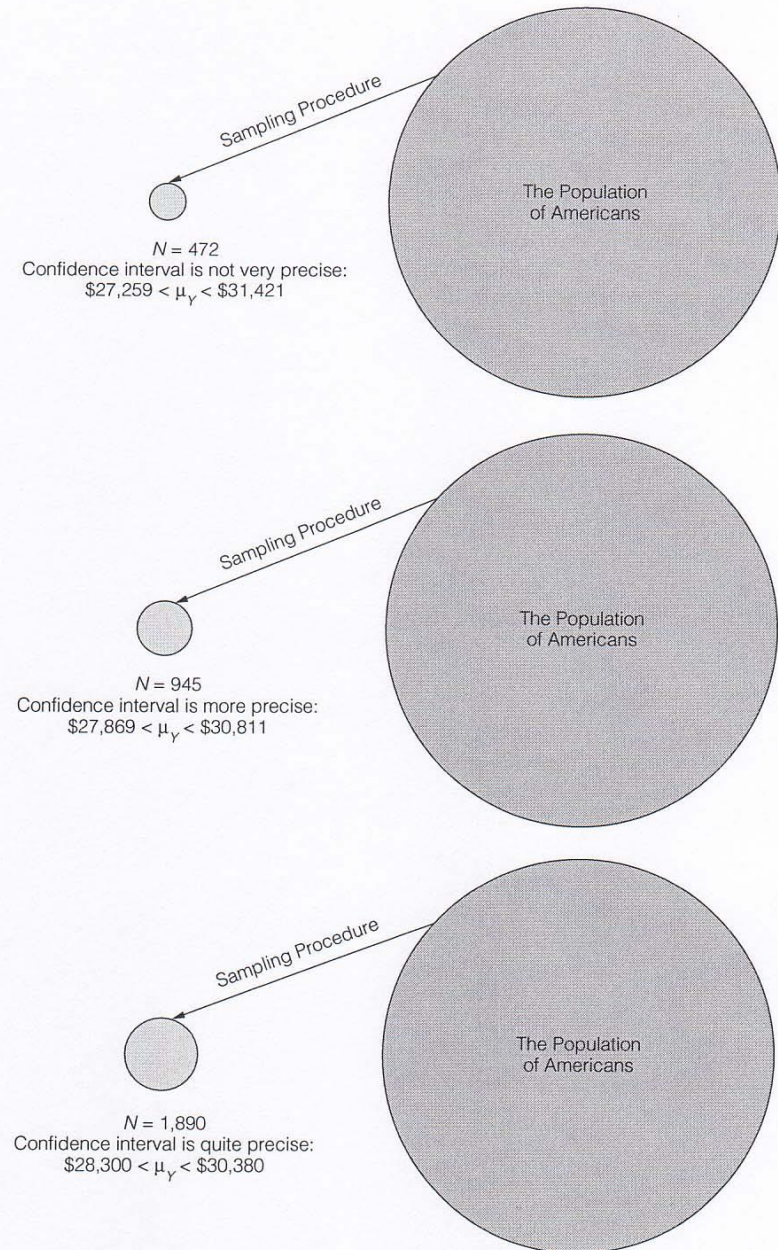 Sampling Procedure
The Population
of Americans
N = 472
Confidence interval is not very precise:
$27,259 < μY < $31,421
Sampling Procedure
The Population
of Americans
N = 945
Confidence interval is more precise:
$27,869 < μY < $30,811
Sampling Procedure
The Population
of Americans
N = 1,890
Confidence interval is quite precise:
$28,300 < μY < $30,380